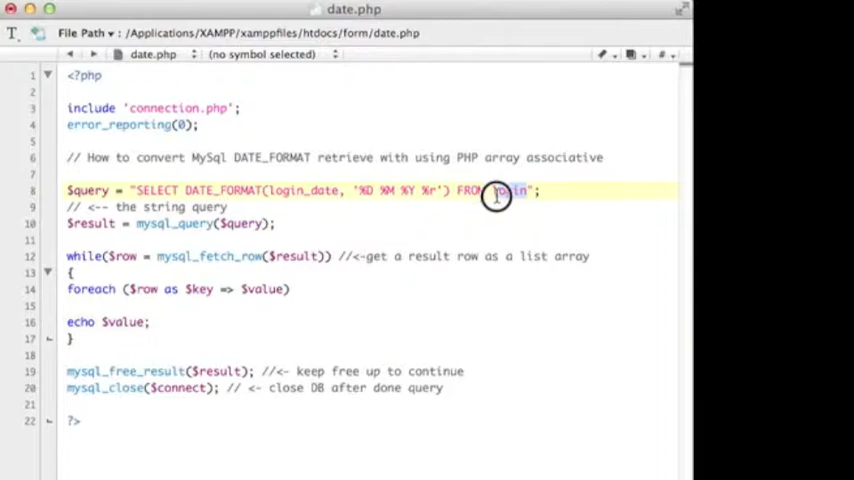 date.php
File Path ▾ : /Applications/XAMPP/xamppfiles/htdocs/form/date.php
date.php (no symbol selected)
1 <?php
2
3 include 'connection.php';
4 error_reporting(0);
5
6 // How to convert MySql DATE_FORMAT retrieve with using PHP array associative
7
8 $query = "SELECT DATE_FORMAT(login_date, '%D %M %Y %r') FROM login";
9 // <-- the string query
10 $result = mysql_query($query);
11
12 while($row = mysql_fetch_row($result)) //<-get a result row as a list array
13 {
14 foreach ($row as $key => $value)
15
16 echo $value;
17 }
18
19 mysql_free_result($result); //<- keep free up to continue
20 mysql_close($connect); // <- close DB after done query
21
22 ?>